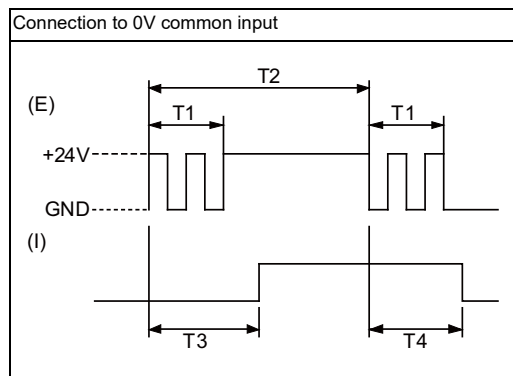 Connection to 0V common input
T2
(E)
T1
T1
+24V
GND
(I)
T3
T4